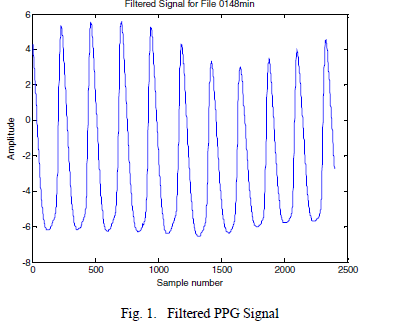 Filtered Signal for File 0148min
6
4
2
0
-2
-4
-6
-8
Amplitude
0 500 1000 1500 2000 2500
Sample number
Fig. 1. Filtered PPG Signal